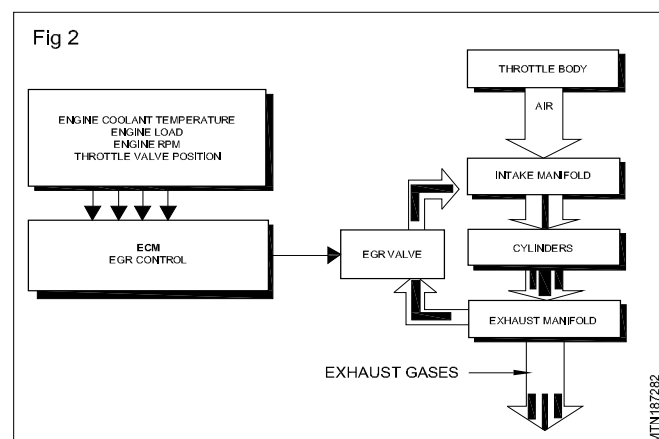 Fig 2
THROTTLE BODY
AIR
ENGINE COOLANT TEMPERATURE
ENGINE LOAD
ENGINE RPM
THROTTLE VALVE POSITION
INTAKE MANIFOLD
ECM
EGR CONTROL
EGR VALVE
CYLINDERS
EXHAUST MANIFOLD
EXHAUST GASES
MTN187282